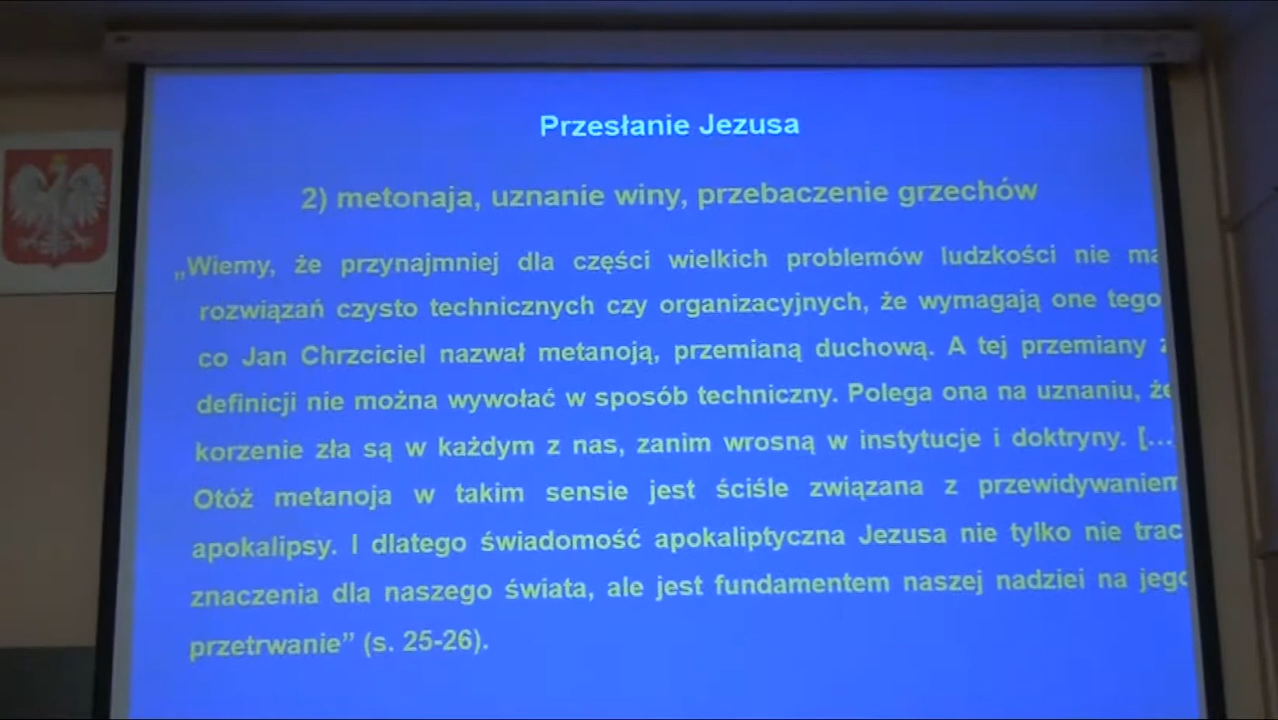 Przesłanie Jezusa
2) metonaja, uznanie winy, przebaczenie grzechów
„Wiemy, że przynajmniej dla części wielkich problemów ludzkości nie ma
rozwiązań czysto technicznych czy organizacyjnych, że wymagają one tego
co Jan Chrzciciel nazwał metanoją, przemianą duchową. A tej przemiany z
definicji nie można wywołać w sposób techniczny. Polega ona na uznaniu, że
korzenie zła są w każdym z nas, zanim wrosną w instytucje i doktryny. [...
Otóż metanoja w takim sensie jest ściśle związana z przewidywaniem
apokalipsy. I dlatego świadomość apokaliptyczna Jezusa nie tylko nie trac
znaczenia dla naszego świata, ale jest fundamentem naszej nadziei na jego
przetrwanie” (s. 25-26).